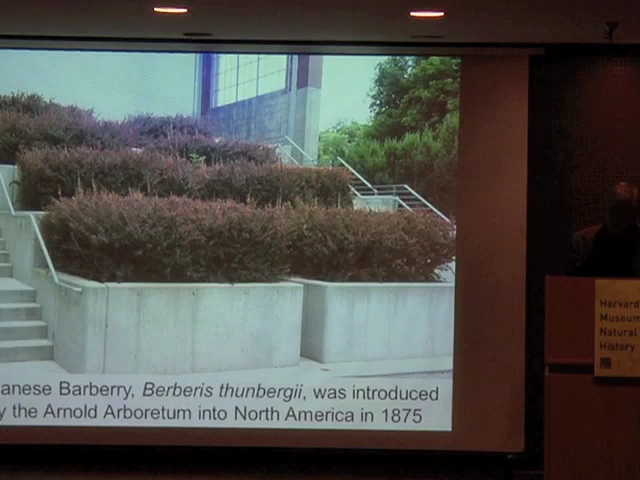 anese Barberry, Berberis thunbergii, was introduced
y the Arnold Arboretum into North America in 1875
Harvard
Museum
Natural
History